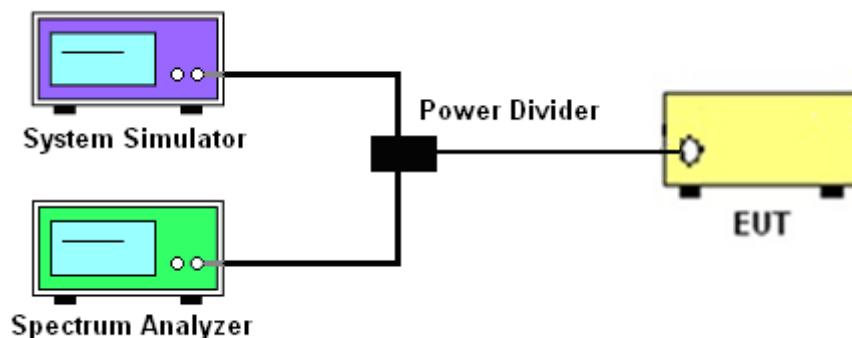 System Simulator
Power Divider
EUT
Spectrum Analyzer